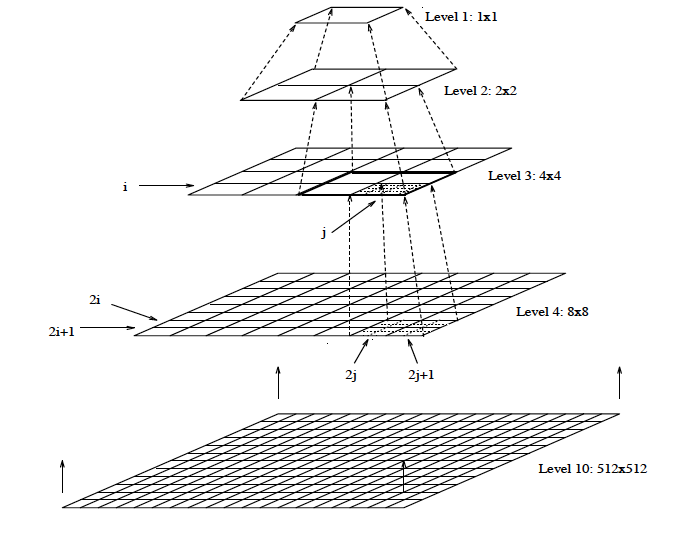 Level 1: 1x1
Level 2: 2x2
Level 3: 4x4
i
j
2i
Level 4: 8x8
2i+1
2j
2j+1
Level 10: 512x512